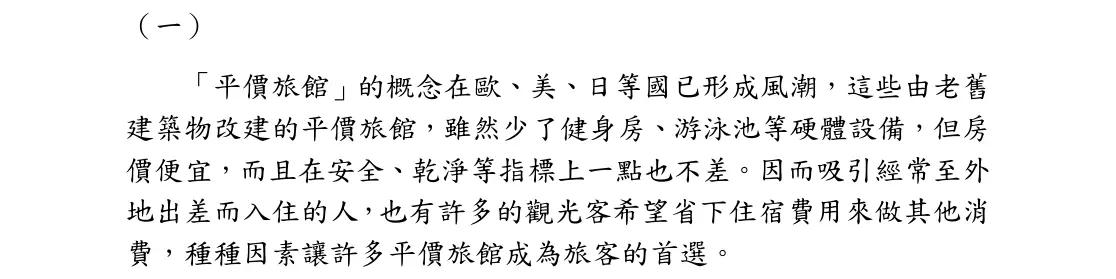 （一）
「平價旅館」的概念在歐、美、日等國已形成風潮，這些由老舊
建築物改建的平價旅館，雖然少了健身房、游泳池等硬體設備，但房
價便宜，而且在安全、乾淨等指標上一點也不差。因而吸引經常至外
地出差而入住的人，也有許多的觀光客希望省下住宿費用來做其他消
費，種種因素讓許多平價旅館成為旅客的首選。